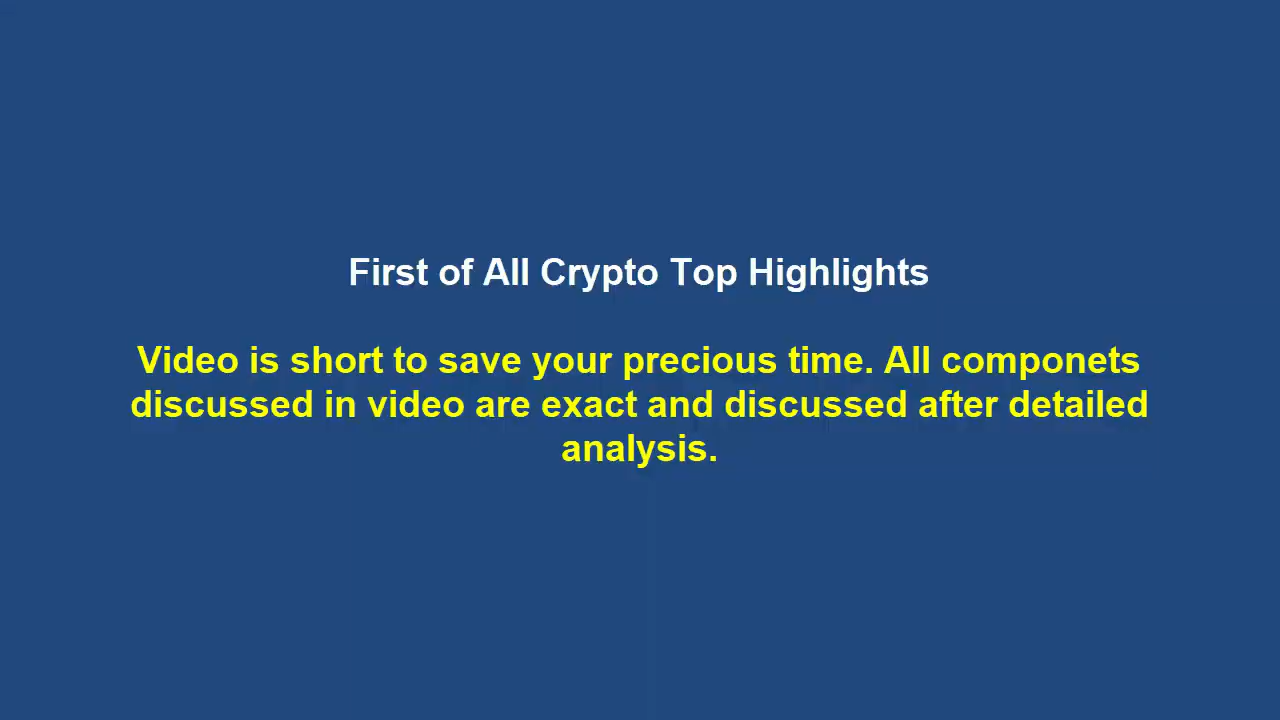 First of All Crypto Top Highlights
Video is short to save your precious time. All componets
discussed in video are exact and discussed after detailed
analysis.